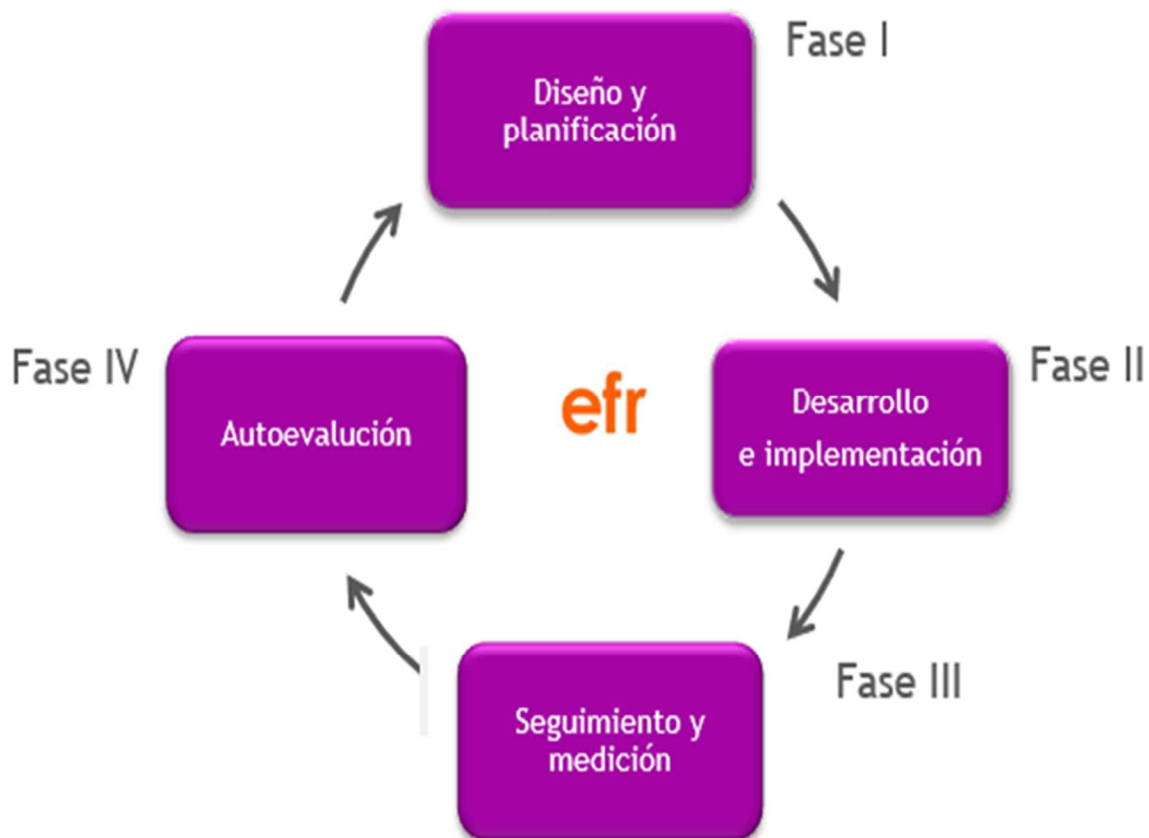 Fase I
Diseño y
planificación
Fase II
Desarrollo
e implementación
Fase III
Seguimiento y
medición
Fase IV
Autoevalución
efr